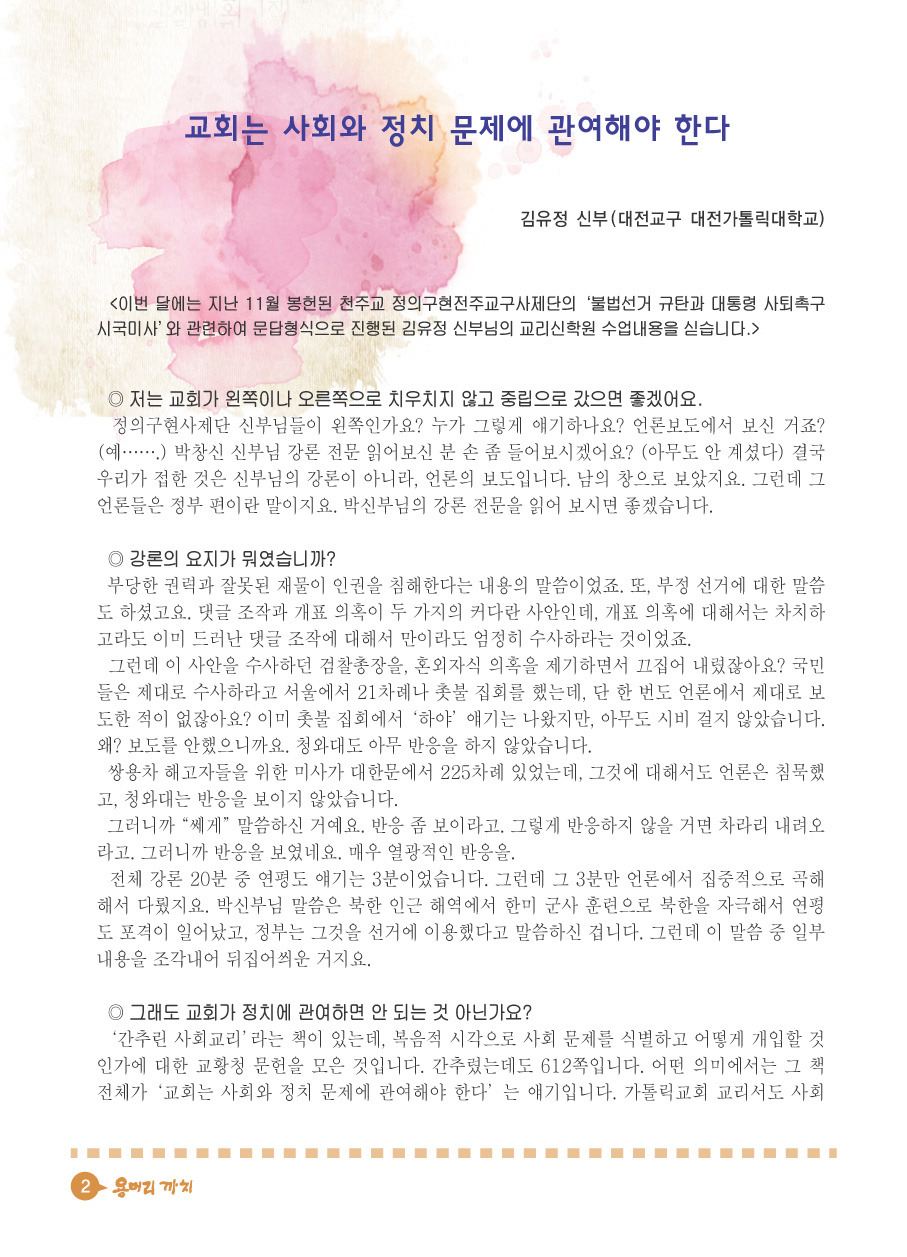 교회는 사회와 정치 문제에 관여해야 한다
김유정 신부(대전교구 대전가톨릭대학교)
<이번 달에는 지난 11월 봉헌된 천주교 정의구현전주교구사제단의 ‘불법선거 규탄과 대통령 사퇴촉구
시국미사’와 관련하여 문답형식으로 진행된 김유정 신부님의 교리신학원 수업내용을 싣습니다.>
◎ 저는 교회가 왼쪽이나 오른쪽으로 치우치지 않고 중립으로 갔으면 좋겠어요.
정의구현사제단 신부님들이 왼쪽인가요? 누가 그렇게 얘기하나요? 언론보도에서 보신 거죠?
(예…….) 박창신 신부님 강론 전문 읽어보신 분 손 좀 들어보시겠어요? (아무도 안 계셨다) 결국
우리가 접한 것은 신부님의 강론이 아니라, 언론의 보도입니다. 남의 창으로 보았지요. 그런데 그
언론들은 정부 편이란 말이지요. 박신부님의 강론 전문을 읽어 보시면 좋겠습니다.
◎ 강론의 요지가 뭐였습니까?
부당한 권력과 잘못된 재물이 인권을 침해한다는 내용의 말씀이었죠. 또, 부정 선거에 대한 말씀
도 하셨고요. 댓글 조작과 개표 의혹이 두 가지의 커다란 사안인데, 개표 의혹에 대해서는 차치하
고라도 이미 드러난 댓글 조작에 대해서 만이라도 엄정히 수사하라는 것이었죠.
그런데 이 사안을 수사하던 검찰총장을, 혼외자식 의혹을 제기하면서 끄집어 내렸잖아요? 국민
들은 제대로 수사하라고 서울에서 21차례나 촛불 집회를 했는데, 단 한 번도 언론에서 제대로 보
도한 적이 없잖아요? 이미 촛불 집회에서 ‘하야’ 얘기는 나왔지만, 아무도 시비 걸지 않았습니다.
왜? 보도를 안했으니까요. 청와대도 아무 반응을 하지 않았습니다.
쌍용차 해고자들을 위한 미사가 대한문에서 225차례 있었는데, 그것에 대해서도 언론은 침묵했
고, 청와대는 반응을 보이지 않았습니다.
그러니까 “쎄게” 말씀하신 거예요. 반응 좀 보이라고. 그렇게 반응하지 않을 거면 차라리 내려오
라고. 그러니까 반응을 보였네요. 매우 열광적인 반응을.
전체 강론 20분 중 연평도 얘기는 3분이었습니다. 그런데 그 3분만 언론에서 집중적으로 곡해
해서 다뤘지요. 박신부님 말씀은 북한 인근 해역에서 한미 군사 훈련으로 북한을 자극해서 연평
도 포격이 일어났고, 정부는 그것을 선거에 이용했다고 말씀하신 겁니다. 그런데 이 말씀 중 일부
내용을 조각내어 뒤집어씌운 거지요.
◎ 그래도 교회가 정치에 관여하면 안 되는 것 아닌가요?
‘간추린 사회교리’라는 책이 있는데, 복음적 시각으로 사회 문제를 식별하고 어떻게 개입할 것
인가에 대한 교황청 문헌을 모은 것입니다. 간추렸는데도 612쪽입니다. 어떤 의미에서는 그 책
전체가 ‘교회는 사회와 정치 문제에 관여해야 한다’는 얘기입니다. 가톨릭교회 교리서도 사회
2 용머리 까치